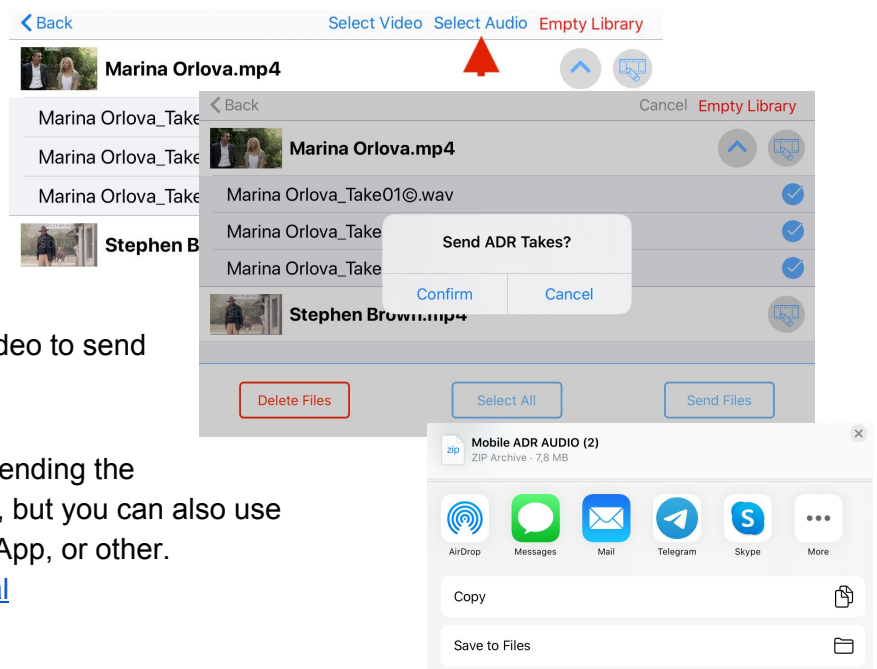 Back Select Video Select Audio Empty Library
Marina Orlova.mp4
Marina Orlova_Take
Marina Orlova_Take
Marina Orlova_Take
Stephen B
Back Cancel Empty Library
Marina Orlova.mp4
Marina Orlova_Take01©.wav
Marina Orlova_Take
Marina Orlova_Take
Stephen Brown.mp4
Send ADR Takes?
Confirm Cancel
Delete Files Select All Send Files
deo to send
ending the
, but you can also use
App, or other.
al
zip
Mobile ADR AUDIO (2)
ZIP Archive · 7,8 MB
AirDrop Messages Mail Telegram Skype More
Copy
Save to Files